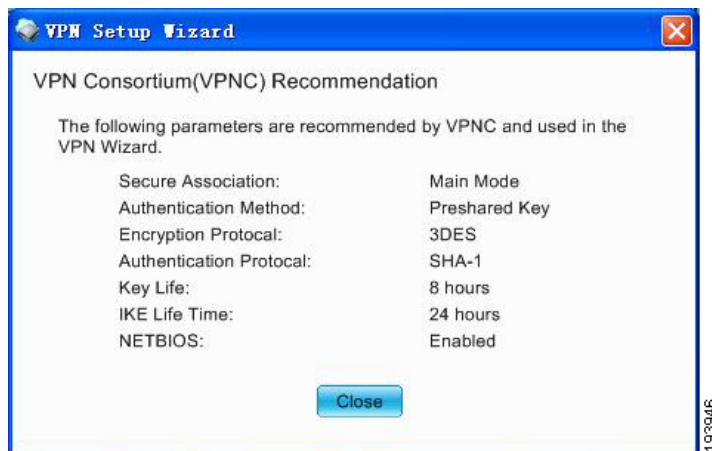 VPN Setup Wizard
VPN Consortium(VPNC) Recommendation
The following parameters are recommended by VPNC and used in the
VPN Wizard.
Secure Association: Main Mode
Authentication Method: Preshared Key
Encryption Protocal: 3DES
Authentication Protocal: SHA-1
Key Life: 8 hours
IKE Life Time: 24 hours
NETBIOS: Enabled
Close
193946